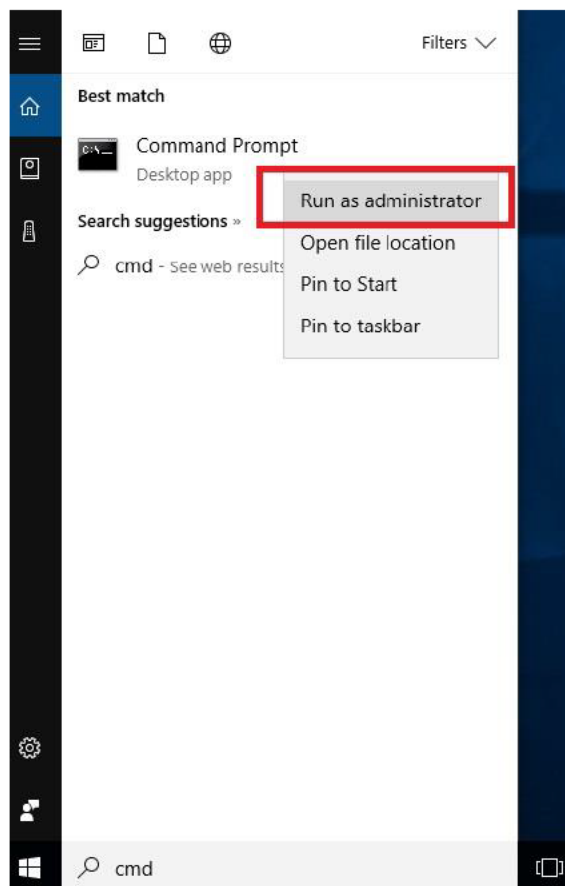 Filters
Best match
Command Prompt
Desktop app
Run as administrator
Search suggestions »
Open file location
cmd - See web results
Pin to Start
Pin to taskbar
cmd